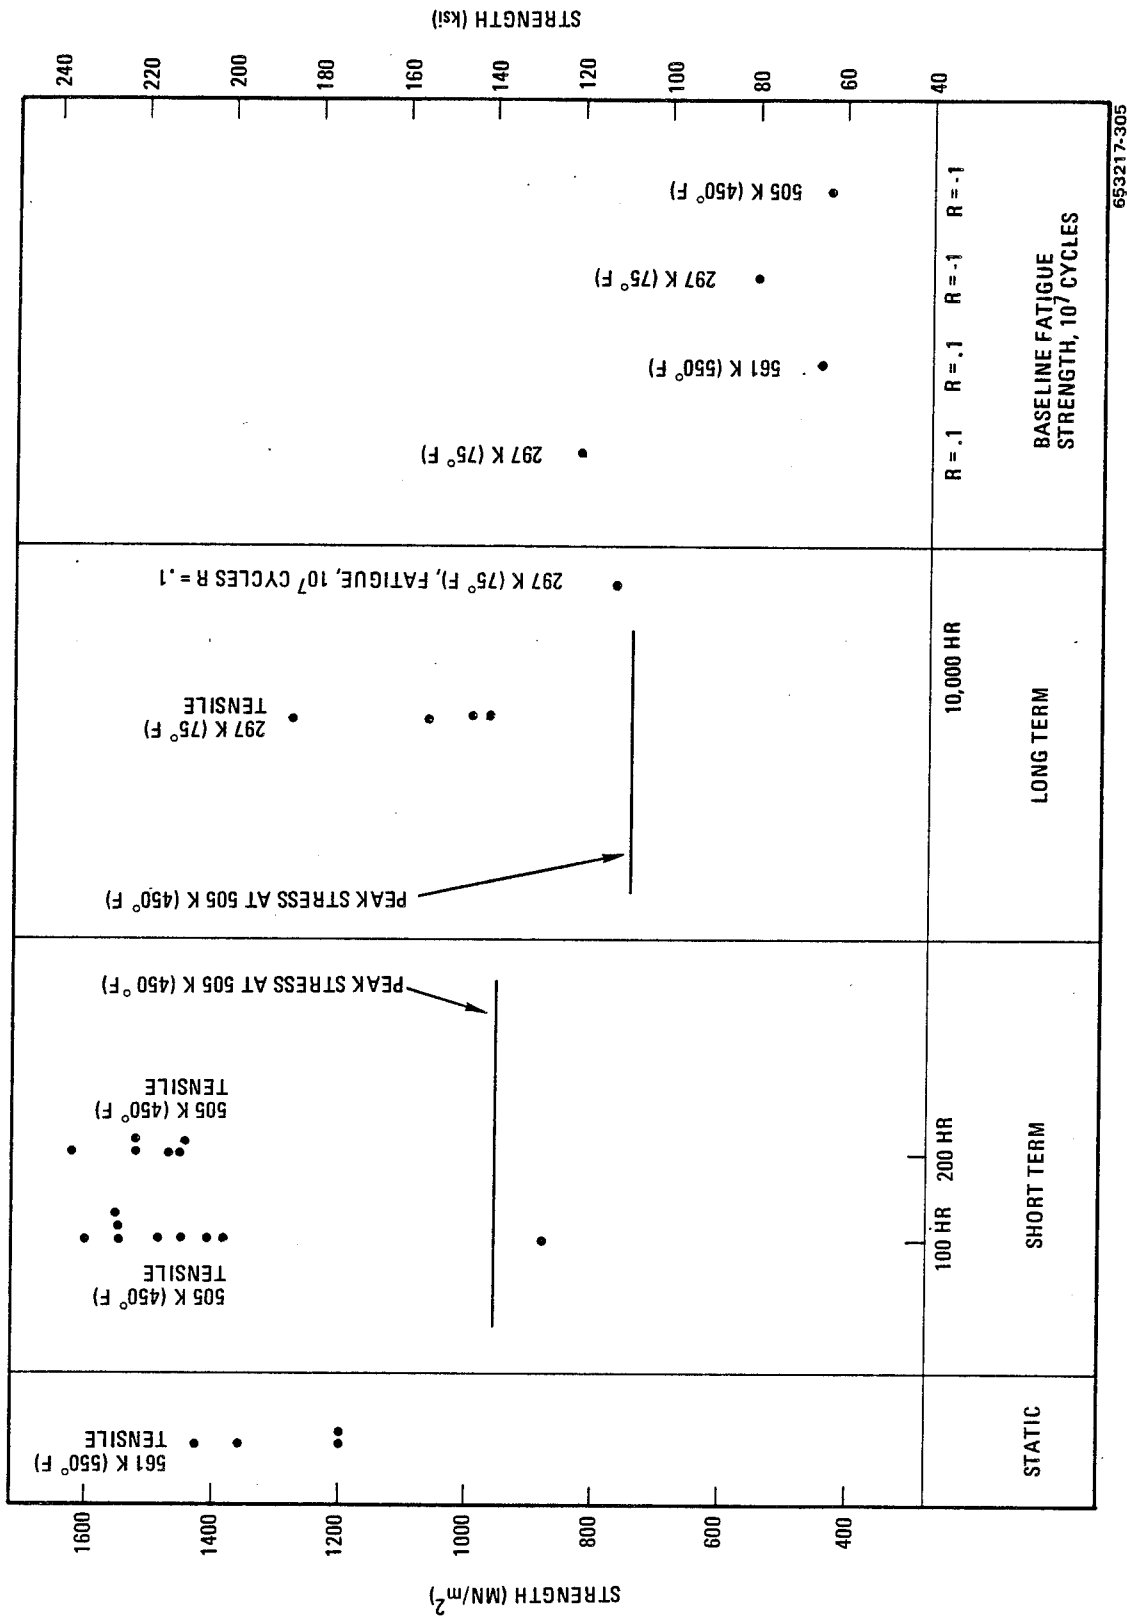 STRENGTH (MN/m²)
1600
1400
1200
1000
800
600
400
561 K (550° F)
TENSILE
505 K (450° F)
TENSILE
505 K (450° F)
TENSILE
PEAK STRESS AT 505 K (450 °F)
PEAK STRESS AT 505 K (450° F)
297 K (75° F)
TENSILE
297 K (75° F), FATIGUE, 10⁷ CYCLES R = .1
297 K (75° F)
561 K (550° F)
297 K (75° F)
505 K (450° F)
STRENGTH (ksi)
240
220
200
180
160
140
120
100
80
60
40
100 HR
200 HR
10,000 HR
R = .1
R = .1
R = -1
R = -1
STATIC
SHORT TERM
LONG TERM
BASELINE FATIGUE
STRENGTH, 10⁷ CYCLES
653217-305